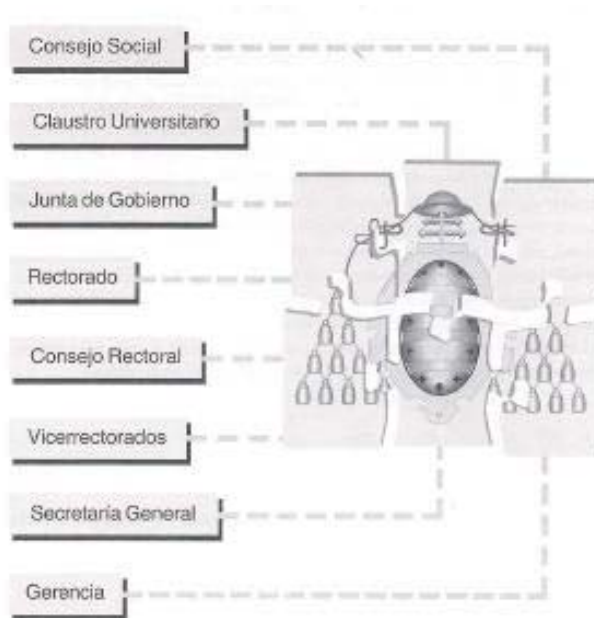 Consejo Social
Claustro Universitario
Junta de Gobierno
Rectorado
Consejo Rectoral
Vicerrectorados
Secretaría General
Gerencia